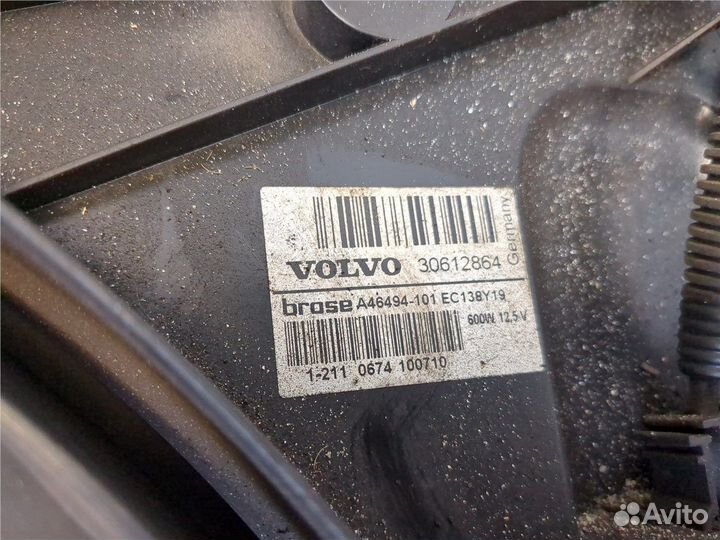 VOLVO 30612864
Germany
brose A46494-101 EC138Y19
600W 12.5V
1-211 0674 100710
Avito